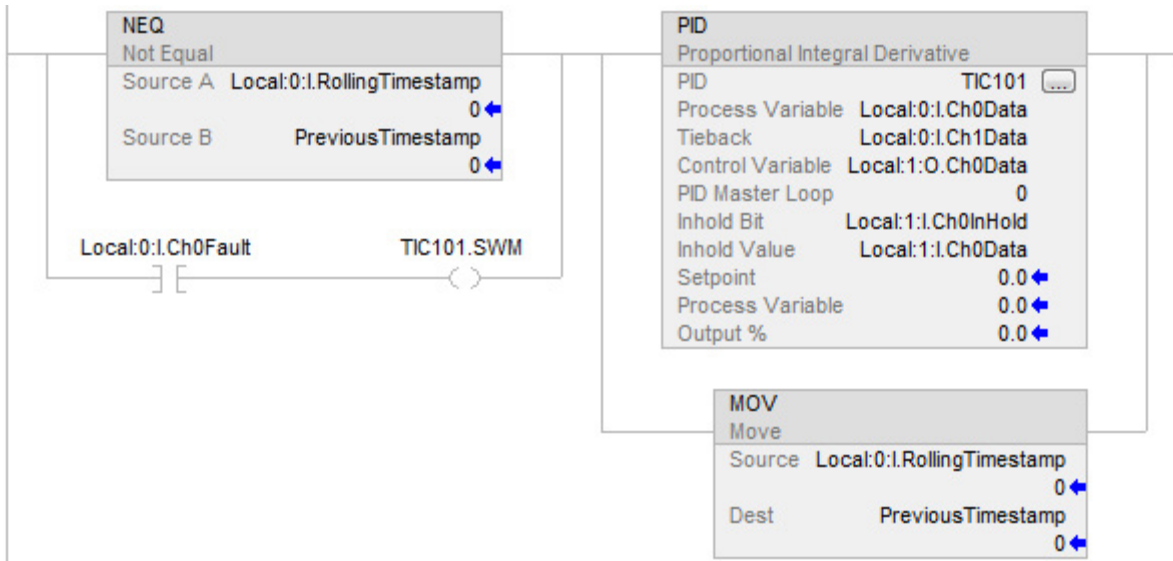 NEQ
Not Equal
Source A Local:0:I.RollingTimestamp
0
Source B PreviousTimestamp
0
Local:0:I.Ch0Fault TIC101.SWM
PID
Proportional Integral Derivative
PID TIC101 ...
Process Variable Local:0:I.Ch0Data
Tieback Local:0:I.Ch1Data
Control Variable Local:1:O.Ch0Data
PID Master Loop 0
Inhold Bit Local:1:I.Ch0InHold
Inhold Value Local:1:I.Ch0Data
Setpoint 0.0
Process Variable 0.0
Output % 0.0
MOV
Move
Source Local:0:I.RollingTimestamp
0
Dest PreviousTimestamp
0